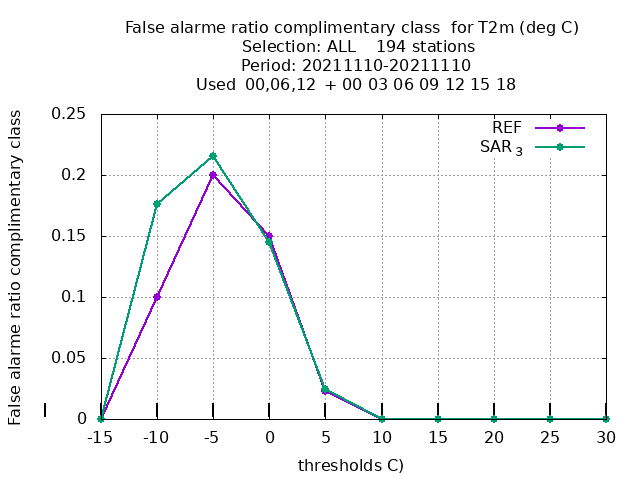 False alarme ratio complimentary class  for T2m (deg C)
Selection: ALL    194 stations
Period: 20211110-20211110
Used  00,06,12  + 00 03 06 09 12 15 18
False alarme ratio complimentary class
0.25
0.2
0.15
0.1
0.05
0
REF
SAR 3
-15 -10 -5 0 5 10 15 20 25 30
thresholds C)